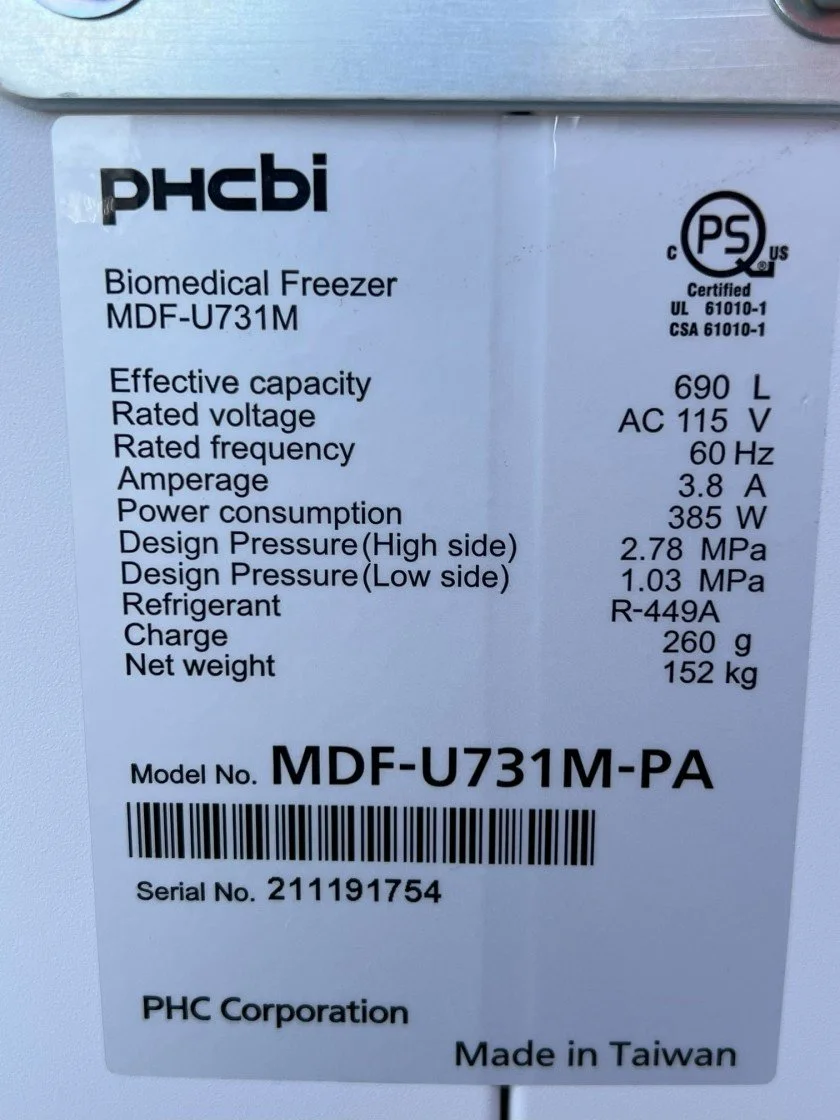 PHCbi
C PS US
®
Certified
UL 61010-1
CSA 61010-1
Biomedical Freezer
MDF-U731M
Effective capacity 690 L
Rated voltage AC 115 V
Rated frequency 60 Hz
Amperage 3.8 A
Power consumption 385 W
Design Pressure(High side) 2.78 MPa
Design Pressure(Low side) 1.03 MPa
Refrigerant R-449A
Charge 260 g
Net weight 152 kg
Model No. MDF-U731M-PA
Serial No. 211191754
PHC Corporation
Made in Taiwan